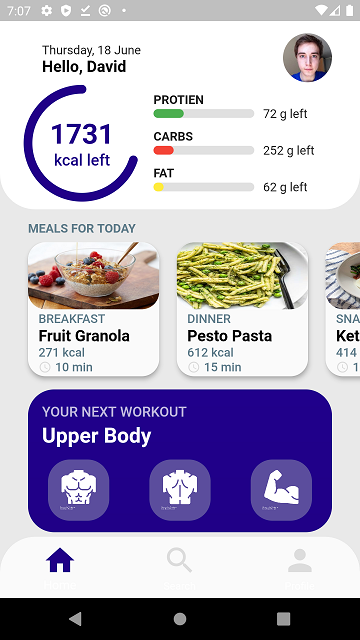 7:07
Thursday, 18 June
Hello, David
1731
kcal left
PROTIEN
72 g left
CARBS
252 g left
FAT
62 g left
MEALS FOR TODAY
BREAKFAST
Fruit Granola
271 kcal
10 min
DINNER
Pesto Pasta
612 kcal
15 min
SNA
Ket
414
1
YOUR NEXT WORKOUT
Upper Body